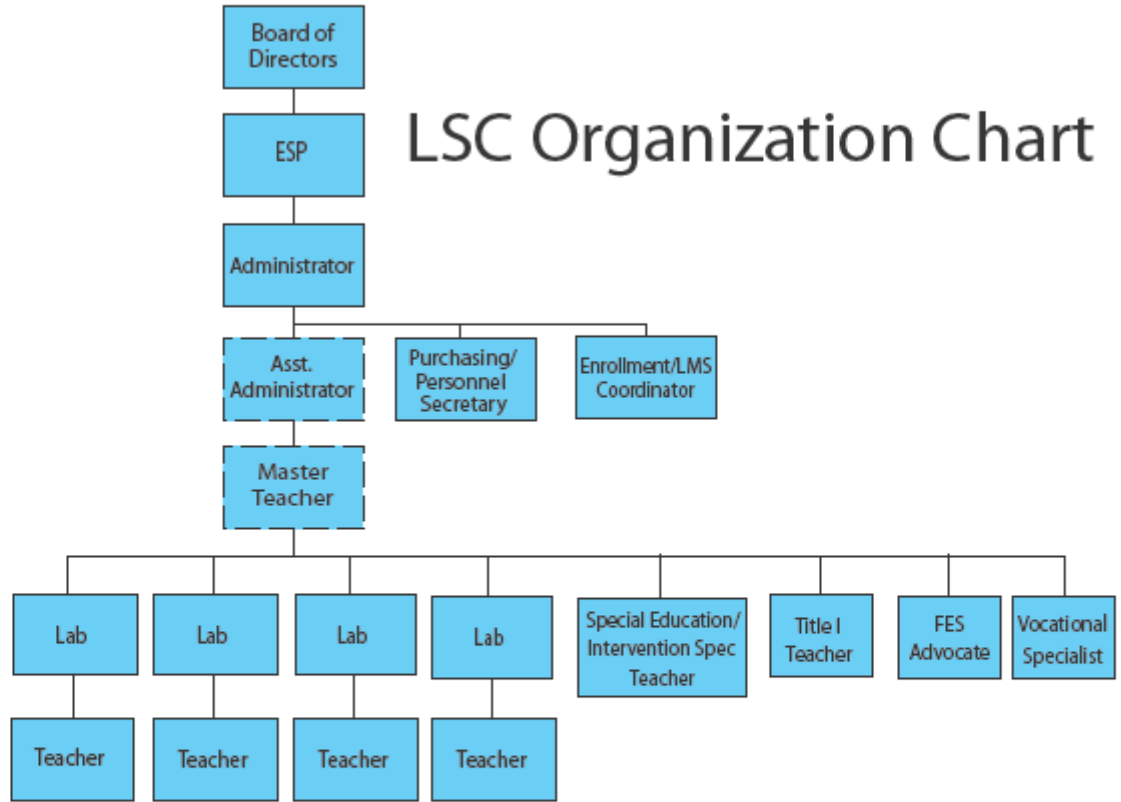 Board of
Directors
LSC Organization Chart
ESP
Administrator
Asst.
Administrator
Purchasing/
Personnel
Secretary
Enrollment/LMS
Coordinator
Master
Teacher
Lab
Lab
Lab
Lab
Special Education/
Intervention Spec
Teacher
Title I
Teacher
FES
Advocate
Vocational
Specialist
Teacher
Teacher
Teacher
Teacher